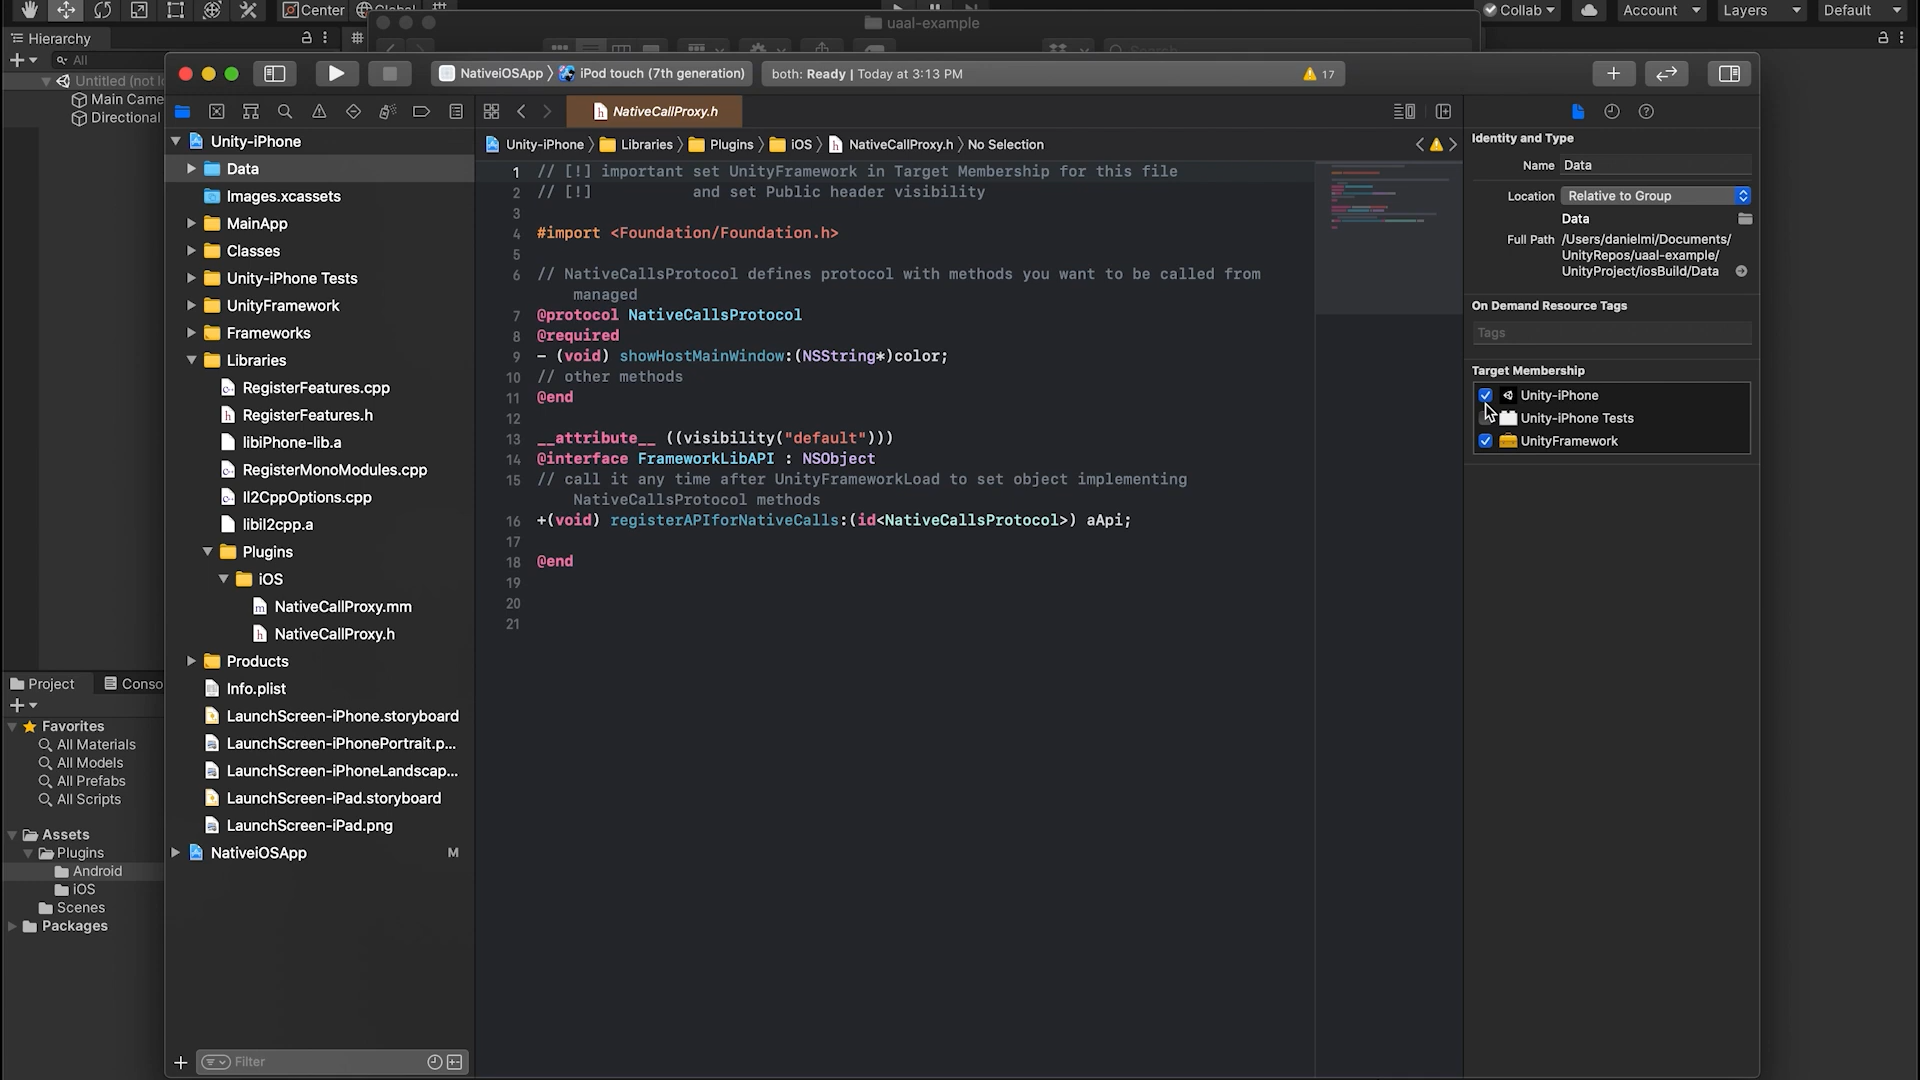 Center
Global
Collab
Account
Layers
Default
Hierarchy
uaal-example
Search
All
Untitled (not lo
Main Came
Directional
NativeiOSApp
iPod touch (7th generation)
both: Ready | Today at 3:13 PM
17
NativeCallProxy.h
Unity-iPhone
Data
Images.xcassets
MainApp
Classes
Unity-iPhone Tests
UnityFramework
Frameworks
Libraries
RegisterFeatures.cpp
RegisterFeatures.h
libiPhone-lib.a
RegisterMonoModules.cpp
Il2CppOptions.cpp
libil2cpp.a
Plugins
iOS
NativeCallProxy.mm
NativeCallProxy.h
Products
Info.plist
LaunchScreen-iPhone.storyboard
LaunchScreen-iPhonePortrait.p...
LaunchScreen-iPhoneLandscap...
LaunchScreen-iPad.storyboard
LaunchScreen-iPad.png
NativeiOSApp M
Filter
Unity-iPhone Libraries Plugins iOS NativeCallProxy.h No Selection
1 // [!] important set UnityFramework in Target Membership for this file
2 // [!] and set Public header visibility
3
4 #import <Foundation/Foundation.h>
5
6 // NativeCallsProtocol defines protocol with methods you want to be called from
managed
7 @protocol NativeCallsProtocol
8 @required
9 - (void) showHostMainWindow:(NSString*)color;
10 // other methods
11 @end
12
13 __attribute__ ((visibility("default")))
14 @interface FrameworkLibAPI : NSObject
15 // call it any time after UnityFrameworkLoad to set object implementing
NativeCallsProtocol methods
16 +(void) registerAPIforNativeCalls:(id<NativeCallsProtocol>) aApi;
17
18 @end
19
20
21
Identity and Type
Name Data
Location Relative to Group
Data
Full Path /Users/danielmi/Documents/
UnityRepos/uaal-example/
UnityProject/iosBuild/Data
On Demand Resource Tags
Tags
Target Membership
Unity-iPhone
Unity-iPhone Tests
UnityFramework
Project
Conso
Favorites
All Materials
All Models
All Prefabs
All Scripts
Assets
Plugins
Android
iOS
Scenes
Packages